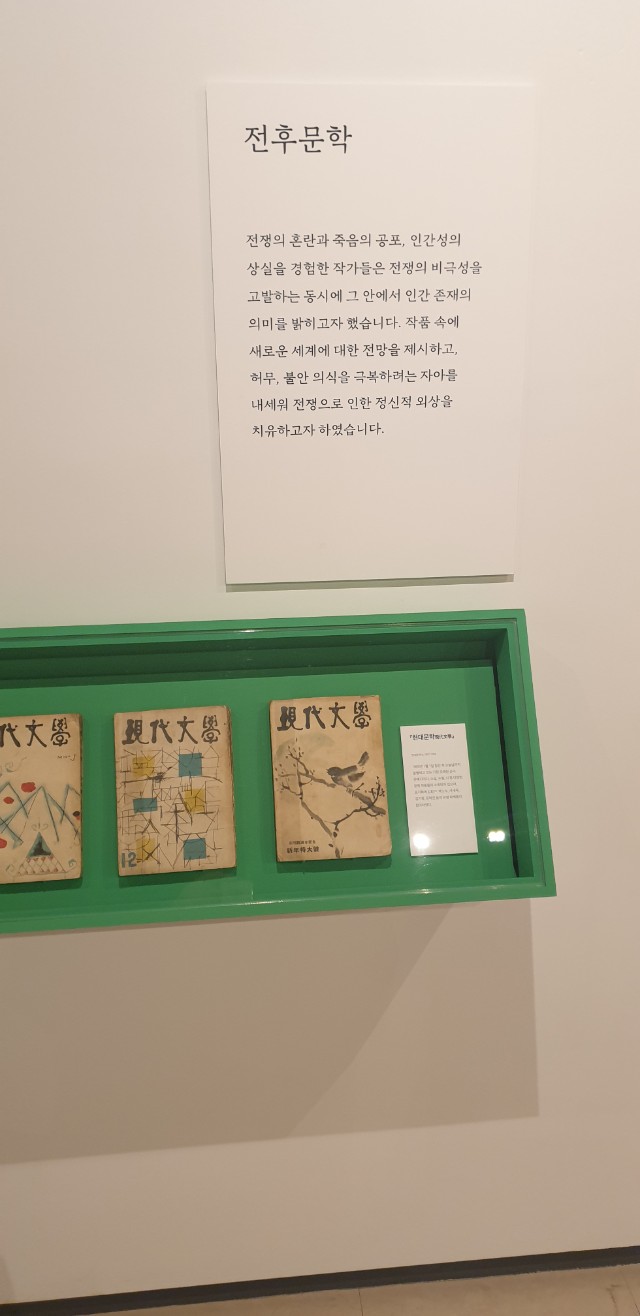 전후문학
전쟁의 혼란과 죽음의 공포, 인간성의
상실을 경험한 작가들은 전쟁의 비극성을
고발하는 동시에 그 안에서 인간 존재의
의미를 밝히고자 했습니다. 작품 속에
새로운 세계에 대한 전망을 제시하고,
허무, 불안 의식을 극복하려는 자아를
내세워 전쟁으로 인한 정신적 외상을
치유하고자 하였습니다.
代文學
現代文學
12
現代文學
新年特大號
『현대문학現代文學』